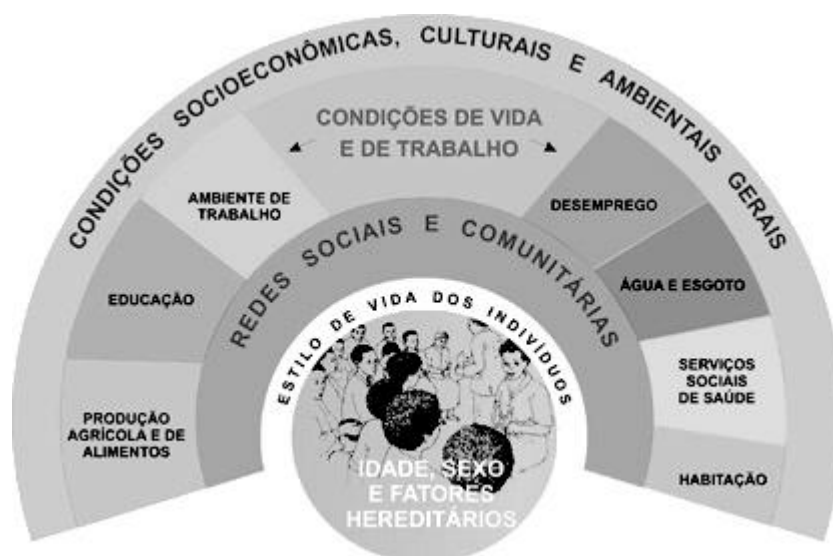 CONDIÇÕES SOCIOECONÔMICAS, CULTURAIS E AMBIENTAIS GERAIS
CONDIÇÕES DE VIDA
E DE TRABALHO
AMBIENTE DE
TRABALHO
DESEMPREGO
REDES SOCIAIS E COMUNITÁRIAS
EDUCAÇÃO
ÁGUA E ESGOTO
ESTILO DE VIDA DOS INDIVÍDUOS
SERVIÇOS
SOCIAIS
DE SAÚDE
PRODUÇÃO
AGRÍCOLA E DE
ALIMENTOS
HABITAÇÃO
IDADE, SEXO
E FATORES
HEREDITÁRIOS